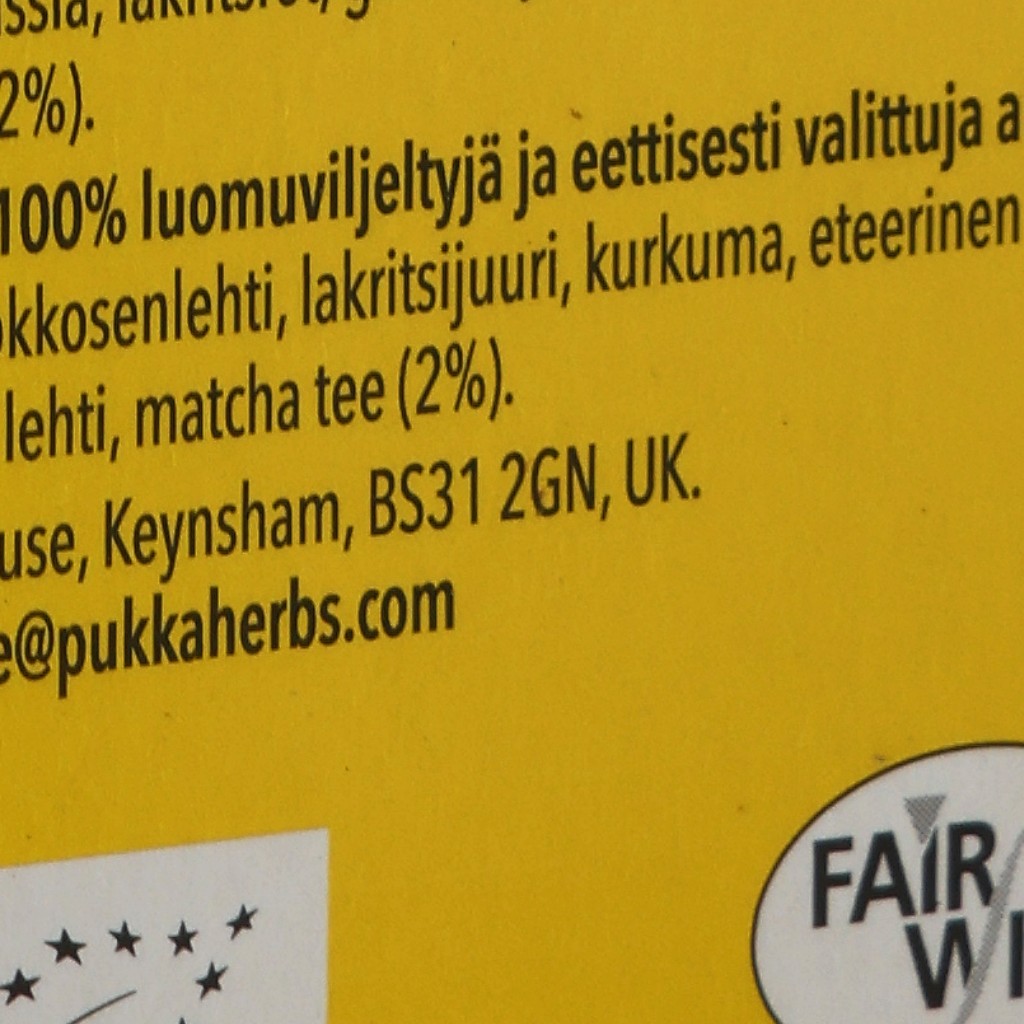 2%).
100% luomuviljeltyjä ja eettisesti valittuja a
kkosenlehti, lakritsijuuri, kurkuma, eteerinen
lehti, matcha tee (2%).
use, Keynsham, BS31 2GN, UK.
e@pukkaherbs.com
FAIR
WI